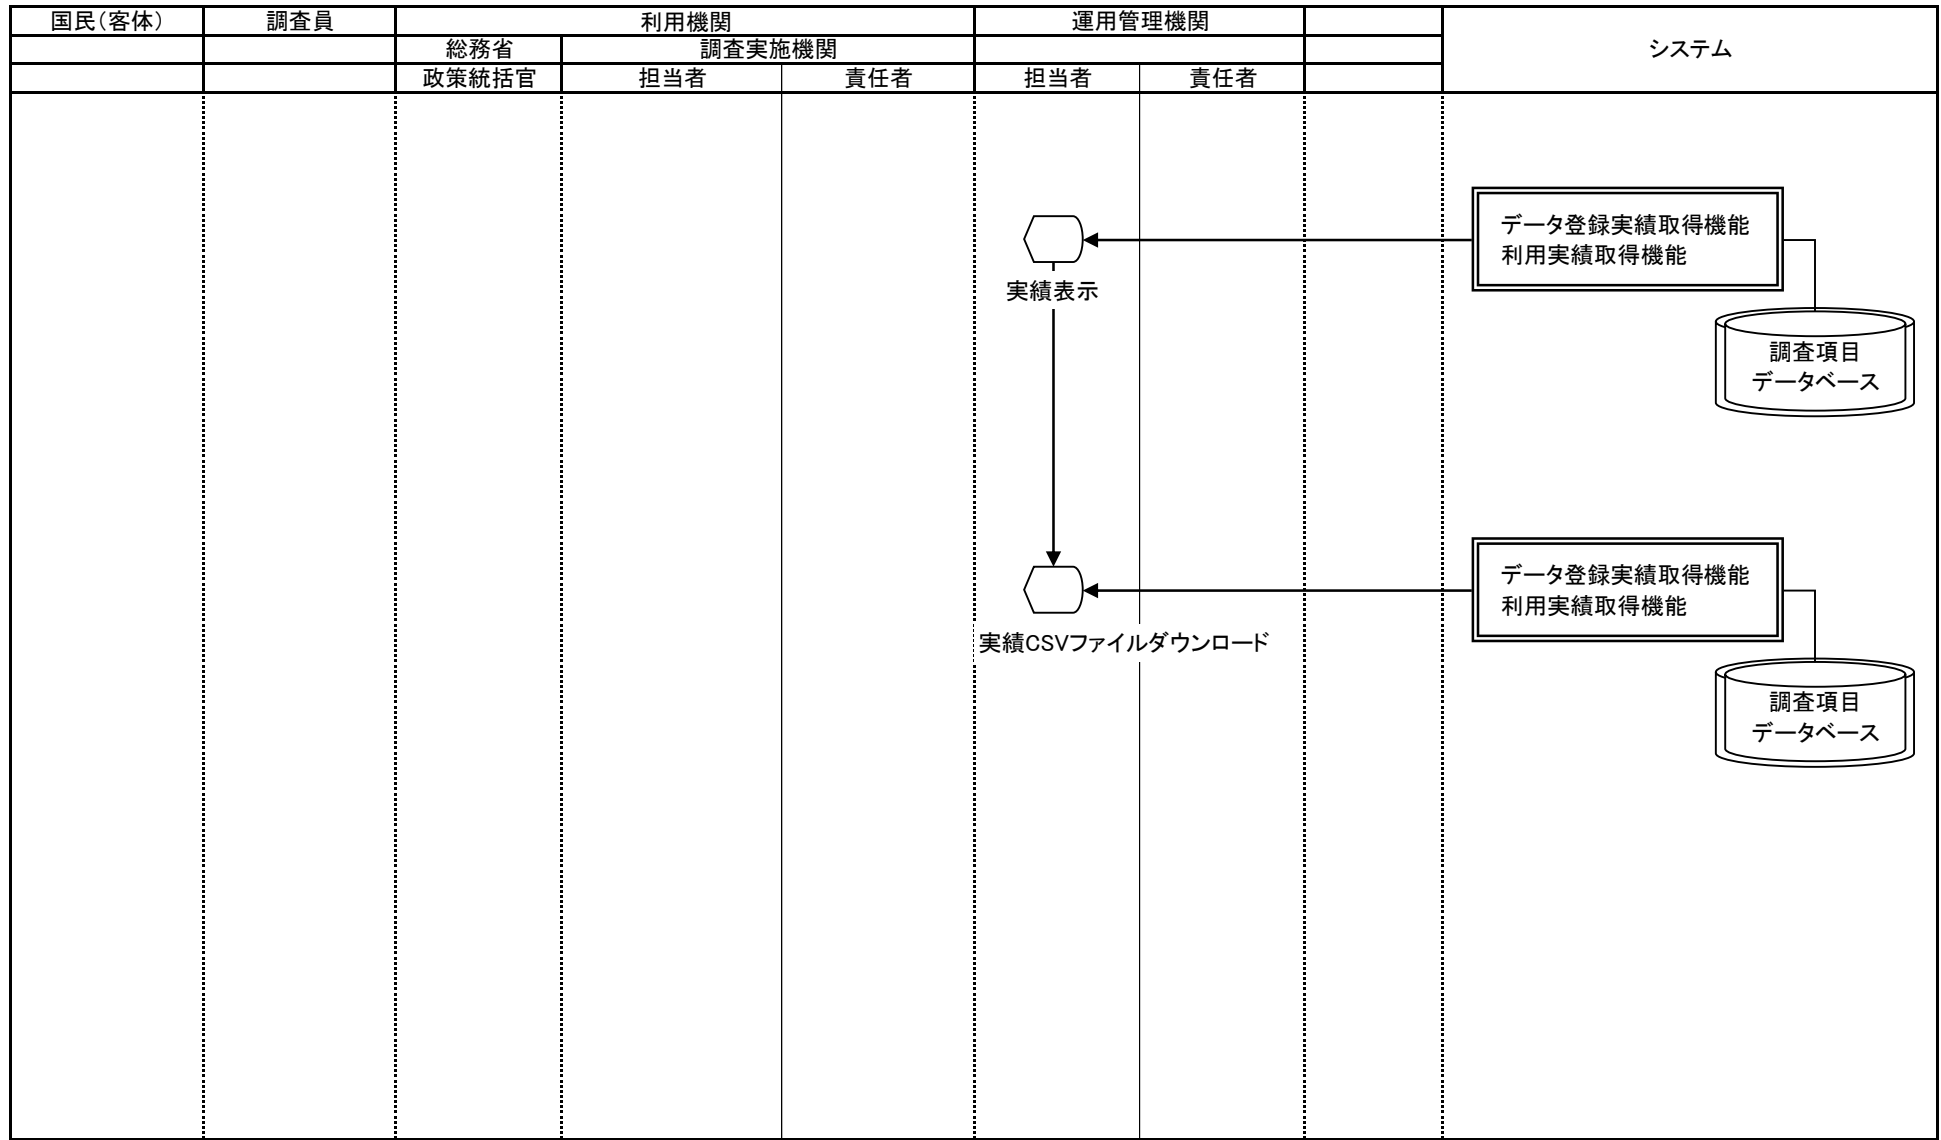 国民（客体）
調査員
利用機関
運用管理機関
システム
総務省
調査実施機関
政策統括官
担当者
責任者
担当者
責任者
データ登録実績取得機能
利用実績取得機能
実績表示
調査項目
データベース
データ登録実績取得機能
利用実績取得機能
実績CSVファイルダウンロード
調査項目
データベース